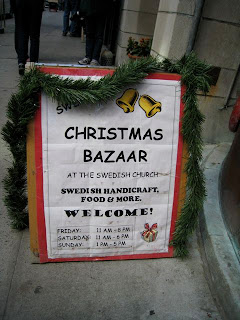 CHRISTMAS
BAZAAR
AT THE SWEDISH CHURCH
SWEDISH HANDICRAFT,
FOOD & MORE.
WELCOME!
FRIDAY: 11 AM - 6 PM
SATURDAY: 11 AM - 6 PM
SUNDAY: 1 PM - 5 PM